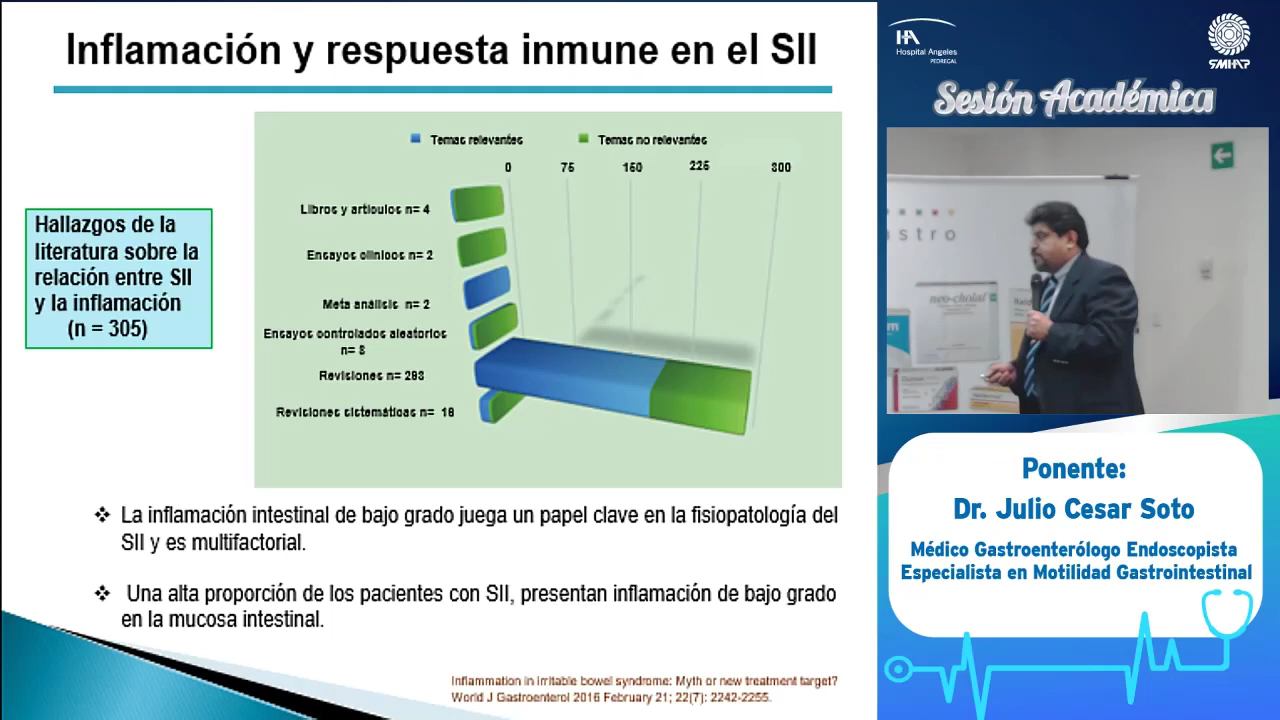 Inflamación y respuesta inmune en el SII
Hallazgos de la
literatura sobre la
relación entre SII
y la inflamación
(n = 305)
Temas relevantes
Temas no relevantes
0 75 150 225 300
Libros y artículos n= 4
Ensayos clínicos n= 2
Meta análisis n= 2
Ensayos controlados aleatorios
n= 8
Revisiones n= 283
Revisiones sistemáticas n= 18
❖ La inflamación intestinal de bajo grado juega un papel clave en la fisiopatología del
SII y es multifactorial.
❖ Una alta proporción de los pacientes con SII, presentan inflamación de bajo grado
en la mucosa intestinal.
Inflammation in irritable bowel syndrome: Myth or new treatment target?
World J Gastroenterol 2016 February 21; 22(7): 2242-2255.
HA
Hospital Angeles
PEDREGAL
SMHAP
Sesión Académica
astro
neo-cholal
Ponente:
Dr. Julio Cesar Soto
Médico Gastroenterólogo Endoscopista
Especialista en Motilidad Gastrointestinal